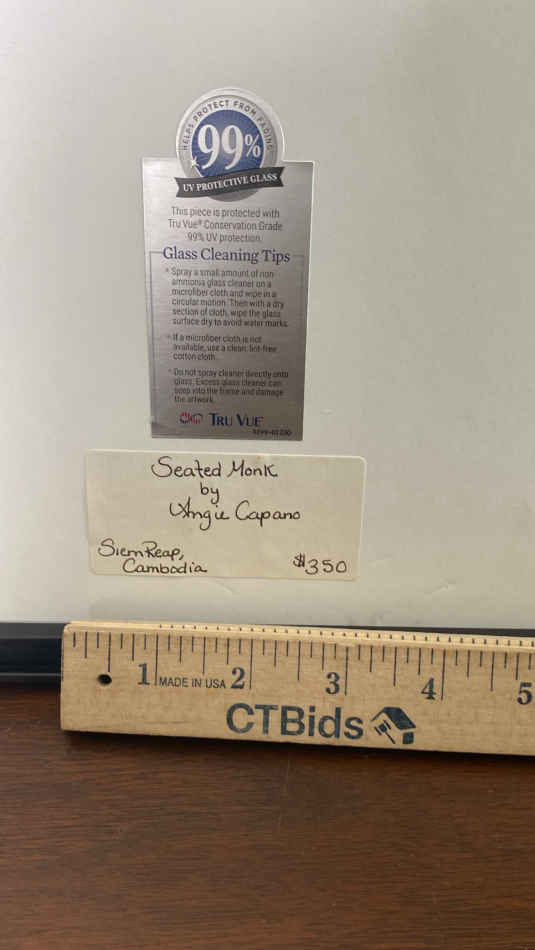 HELPS PROTECT FROM FADING
99%
UV PROTECTIVE GLASS
This piece is protected with
Tru Vue® Conservation Grade
99% UV protection.
Glass Cleaning Tips
* Spray a small amount of non-
ammonia glass cleaner on a
microfiber cloth and wipe in a
circular motion. Then with a dry
section of cloth, wipe the glass
surface dry to avoid water marks.
* If a microfiber cloth is not
available, use a clean, lint-free
cotton cloth.
* Do not spray cleaner directly onto
glass. Excess glass cleaner can
seep into the frame and damage
the artwork.
TRU VUE®
Seated Monk
by
Angie Capano
Siem Reap,
Cambodia
$350
1 MADE IN USA 2 3 4 5
CTBids